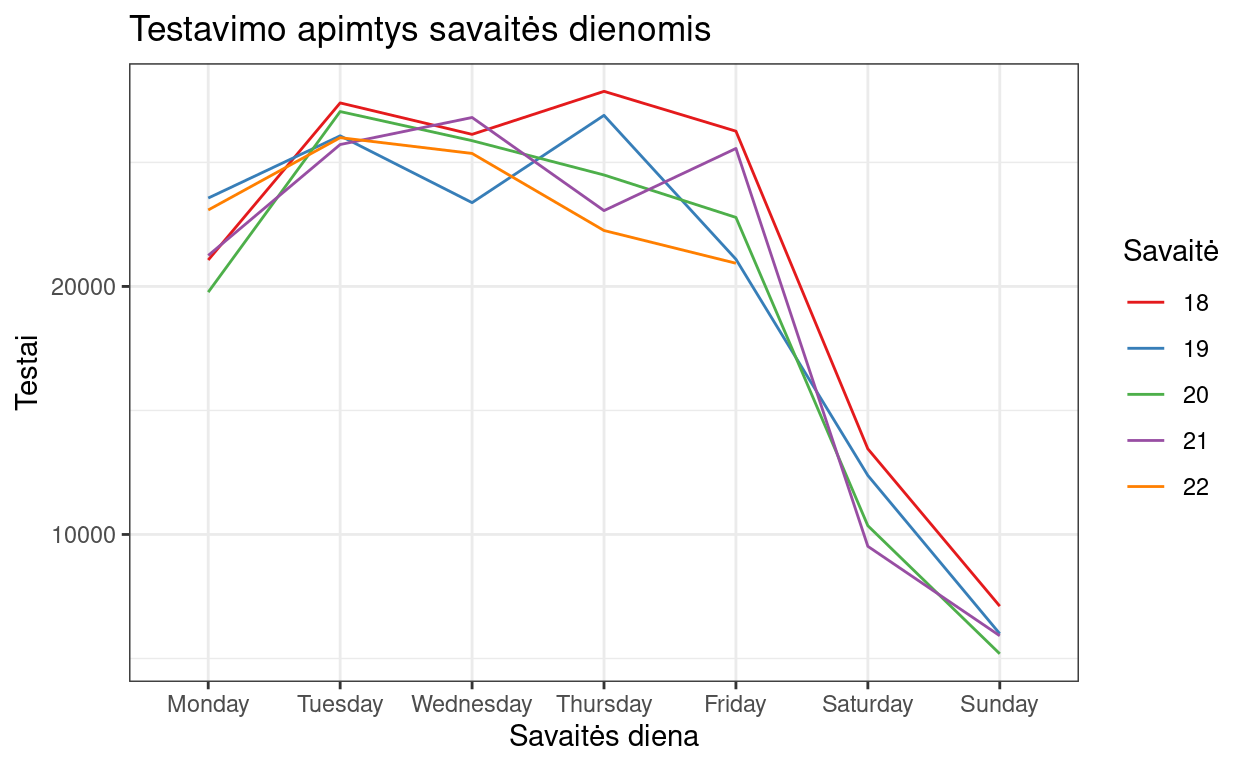 Testavimo apimtys savaitės dienomis
Testai
20000
10000
Monday Tuesday Wednesday Thursday Friday Saturday Sunday
Savaitės diena
Savaitė
18
19
20
21
22